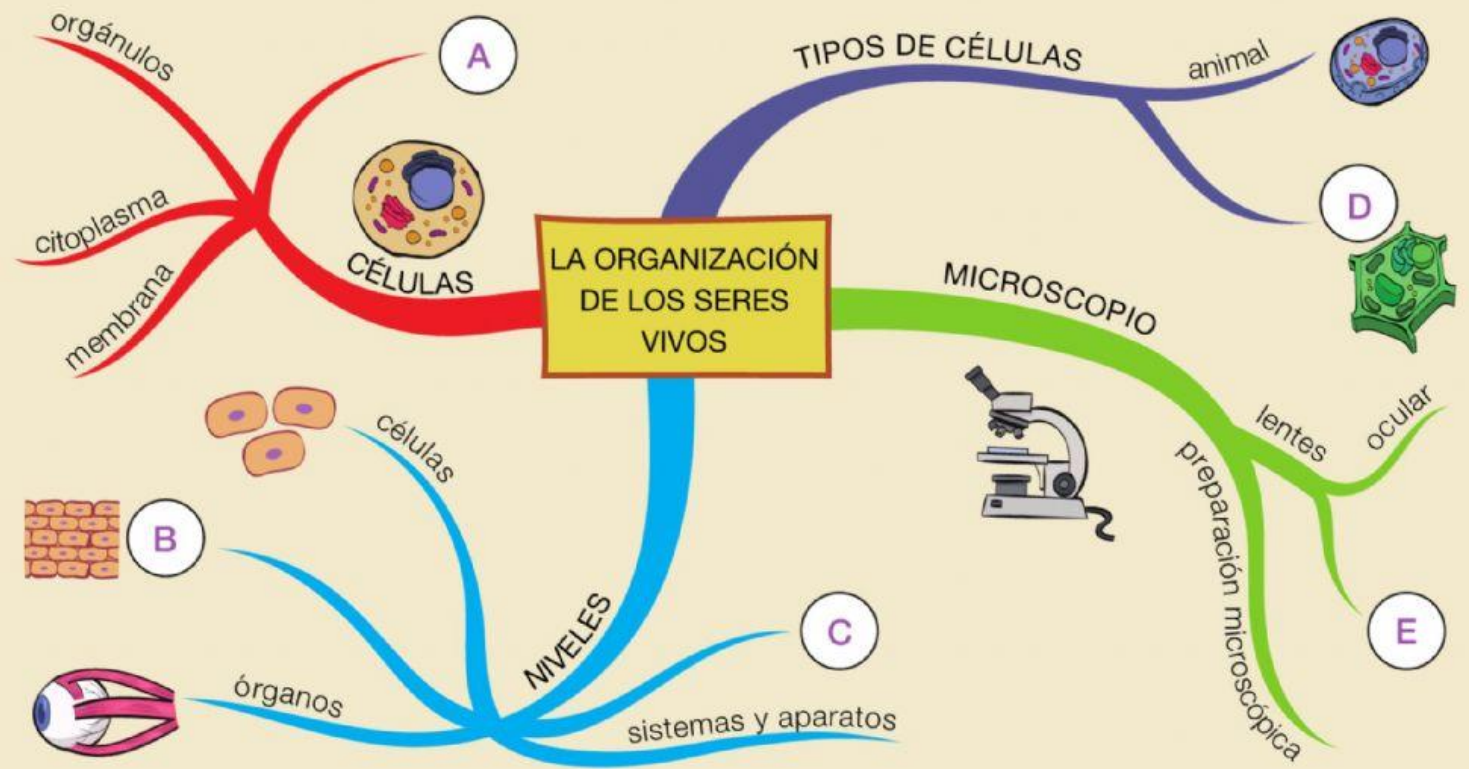 orgánulos
A
citoplasma
membrana
CÉLULAS
TIPOS DE CÉLULAS
animal
D
LA ORGANIZACIÓN
DE LOS SERES
VIVOS
MICROSCOPIO
lentes
ocular
E
preparación microscópica
NIVELES
células
B
órganos
C
sistemas y aparatos